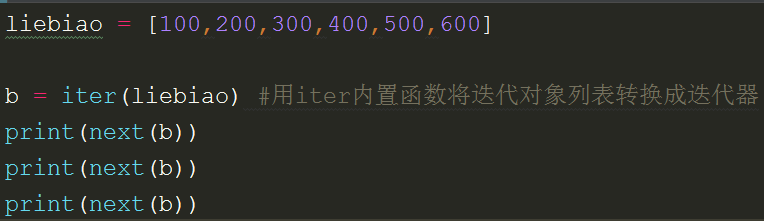 liebiao = [100,200,300,400,500,600]
b = iter(liebiao) #用iter内置函数将迭代对象列表转换成迭代器
print(next(b))
print(next(b))
print(next(b))